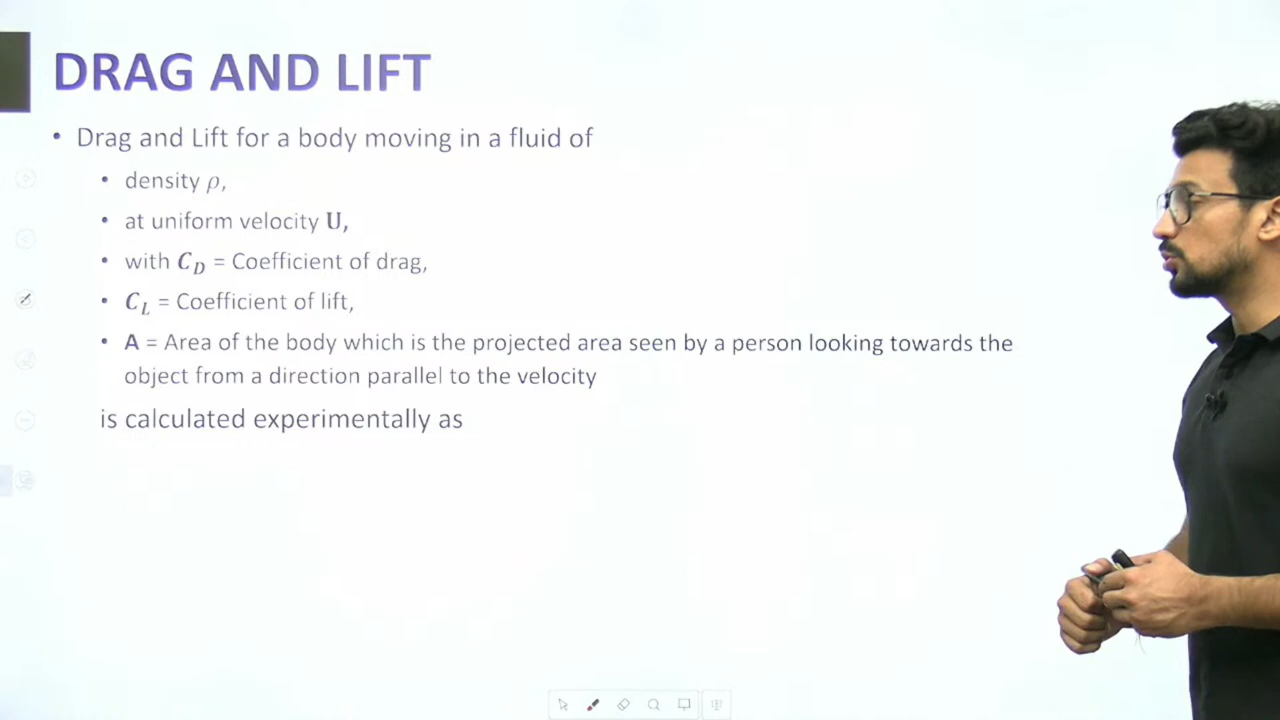 DRAG AND LIFT
• Drag and Lift for a body moving in a fluid of
• density ρ,
• at uniform velocity U,
• with C_D = Coefficient of drag,
• C_L = Coefficient of lift,
• A = Area of the body which is the projected area seen by a person looking towards the
object from a direction parallel to the velocity
is calculated experimentally as